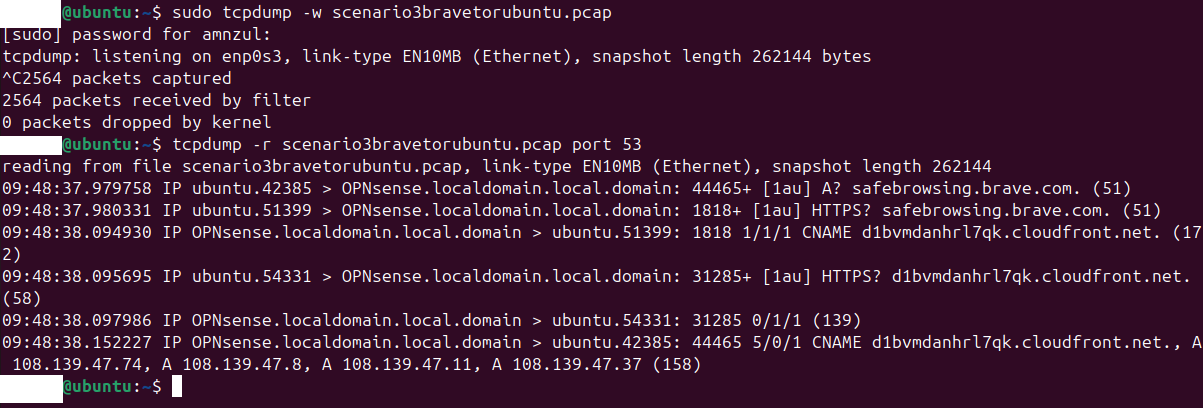 @ubuntu:~$ sudo tcpdump -w scenario3bravetorubuntu.pcap
[sudo] password for amnzul:
tcpdump: listening on enp0s3, link-type EN10MB (Ethernet), snapshot length 262144 bytes
^C2564 packets captured
2564 packets received by filter
0 packets dropped by kernel
@ubuntu:~$ tcpdump -r scenario3bravetorubuntu.pcap port 53
reading from file scenario3bravetorubuntu.pcap, link-type EN10MB (Ethernet), snapshot length 262144
09:48:37.979758 IP ubuntu.42385 > OPNsense.localdomain.local.domain: 44465+ [1au] A? safebrowsing.brave.com. (51)
09:48:37.980331 IP ubuntu.51399 > OPNsense.localdomain.local.domain: 1818+ [1au] HTTPS? safebrowsing.brave.com. (51)
09:48:38.094930 IP OPNsense.localdomain.local.domain > ubuntu.51399: 1818 1/1/1 CNAME d1bvmdanhrl7qk.cloudfront.net. (17
2)
09:48:38.095695 IP ubuntu.54331 > OPNsense.localdomain.local.domain: 31285+ [1au] HTTPS? d1bvmdanhrl7qk.cloudfront.net.
(58)
09:48:38.097986 IP OPNsense.localdomain.local.domain > ubuntu.54331: 31285 0/1/1 (139)
09:48:38.152227 IP OPNsense.localdomain.local.domain > ubuntu.42385: 44465 5/0/1 CNAME d1bvmdanhrl7qk.cloudfront.net., A
108.139.47.74, A 108.139.47.8, A 108.139.47.11, A 108.139.47.37 (158)
@ubuntu:~$